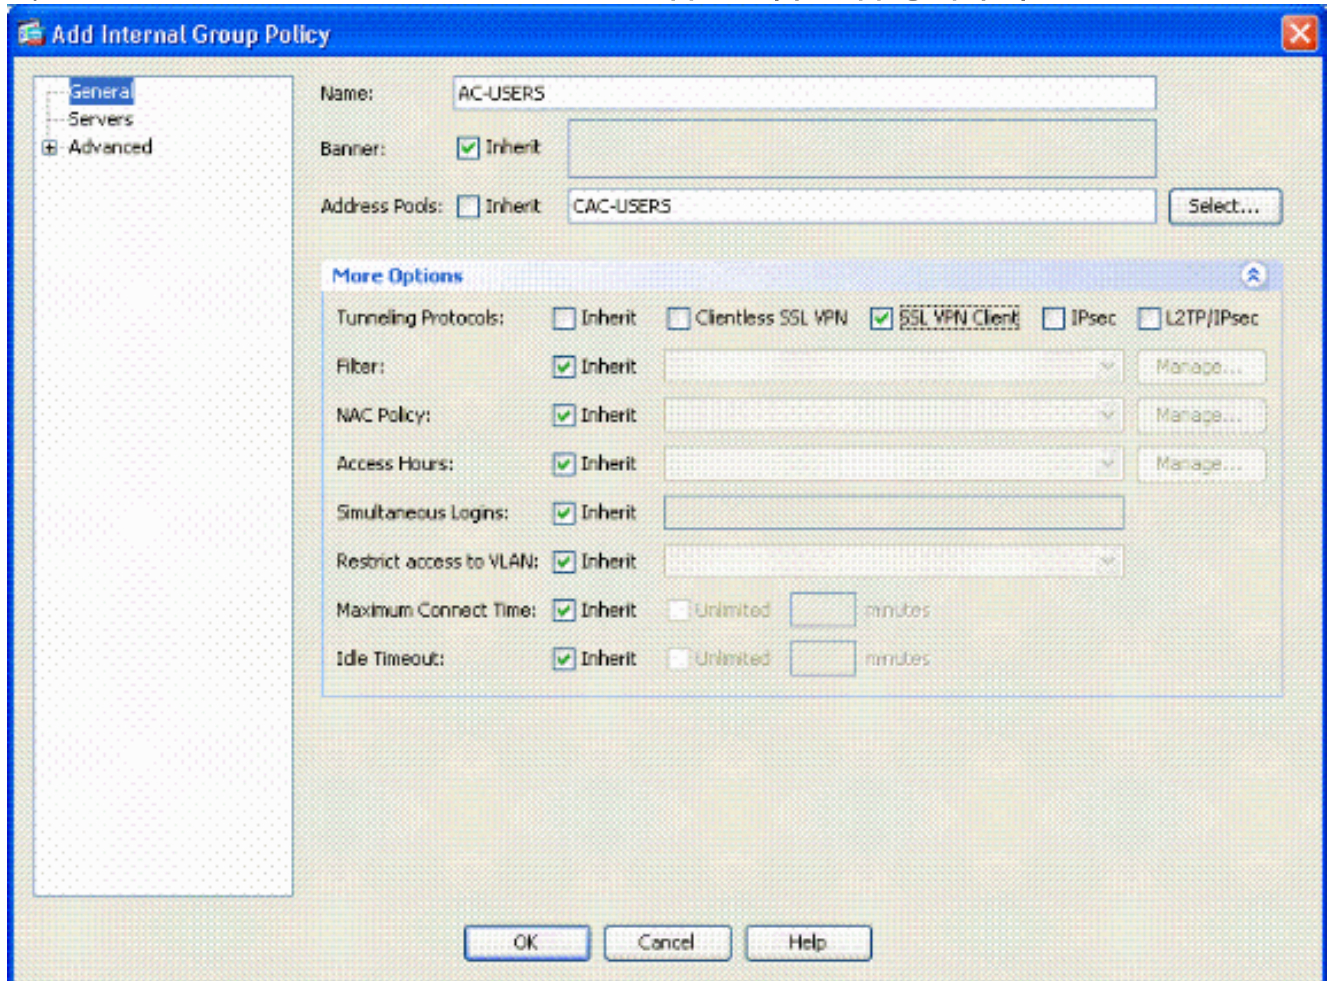 Add Internal Group Policy
General
Servers
Advanced
Name: AC-USERS
Banner: Inherit
Address Pools: Inherit CAC-USERS Select...
More Options
Tunneling Protocols: Inherit Clientless SSL VPN SSL VPN Client IPsec L2TP/IPsec
Filter: Inherit Manage...
NAC Policy: Inherit Manage...
Access Hours: Inherit Manage...
Simultaneous Logins: Inherit
Restrict access to VLAN: Inherit
Maximum Connect Time: Inherit Unlimited minutes
Idle Timeout: Inherit Unlimited minutes
OK Cancel Help